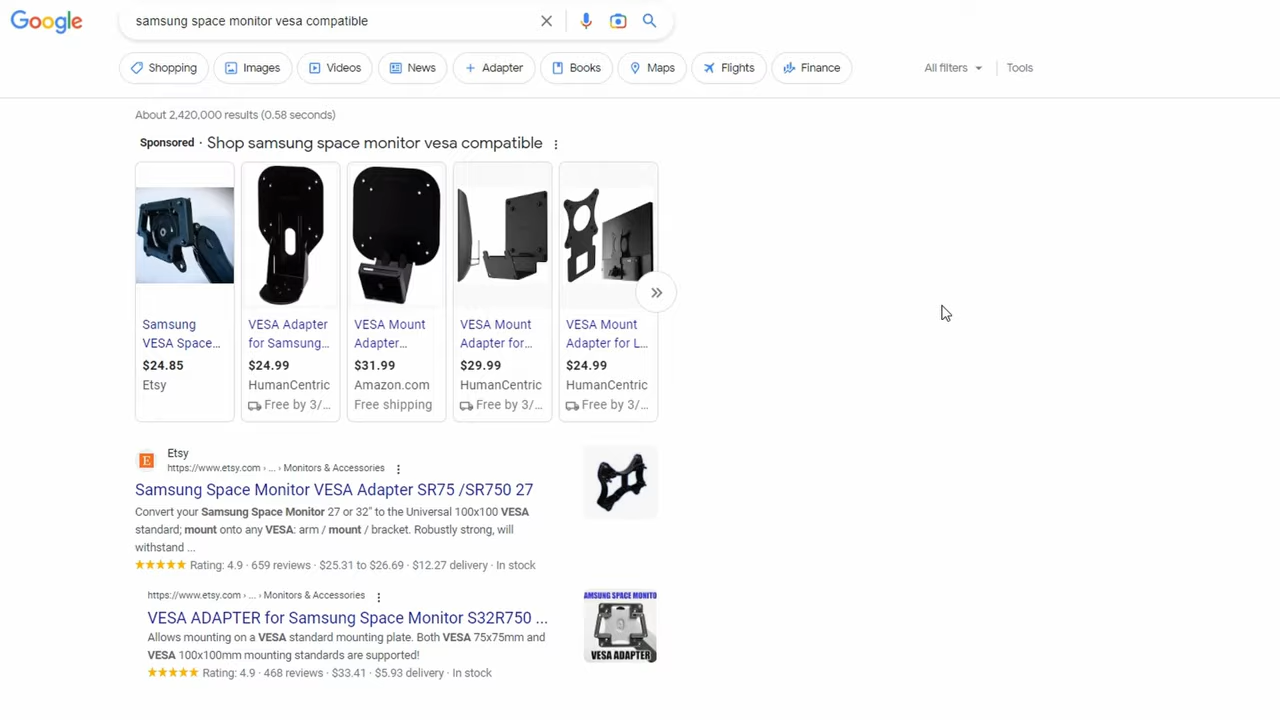 Google
samsung space monitor vesa compatible
Shopping
Images
Videos
News
Adapter
Books
Maps
Flights
Finance
All filters
Tools
About 2,420,000 results (0.58 seconds)
Sponsored · Shop samsung space monitor vesa compatible
Samsung
VESA Space...
$24.85
Etsy
VESA Adapter
for Samsung...
$24.99
HumanCentric
Free by 3/...
VESA Mount
Adapter...
$31.99
Amazon.com
Free shipping
VESA Mount
Adapter for...
$29.99
HumanCentric
Free by 3/...
VESA Mount
Adapter for L...
$24.99
HumanCentric
Free by 3/...
E
Etsy
https://www.etsy.com › ... › Monitors & Accessories
Samsung Space Monitor VESA Adapter SR75 /SR750 27
Convert your Samsung Space Monitor 27 or 32" to the Universal 100x100 VESA
standard; mount onto any VESA: arm / mount / bracket. Robustly strong, will
withstand ...
Rating: 4.9 · 659 reviews · $25.31 to $26.69 · $12.27 delivery · In stock
https://www.etsy.com › ... › Monitors & Accessories
VESA ADAPTER for Samsung Space Monitor S32R750 ...
Allows mounting on a VESA standard mounting plate. Both VESA 75x75mm and
VESA 100x100mm mounting standards are supported!
Rating: 4.9 · 468 reviews · $33.41 · $5.93 delivery · In stock
AMSUNG SPACE MONITO
VESA ADAPTER